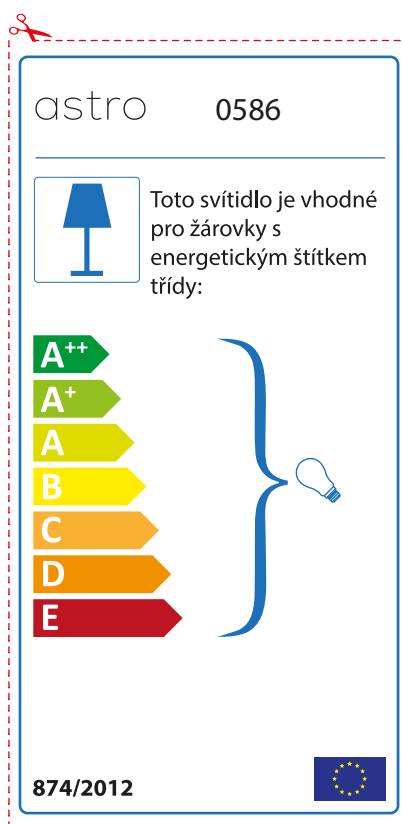 astro 0586
Toto svítidlo je vhodné
pro žárovky s
energetickým štítkem
třídy:
A++
A+
A
B
C
D
E
874/2012